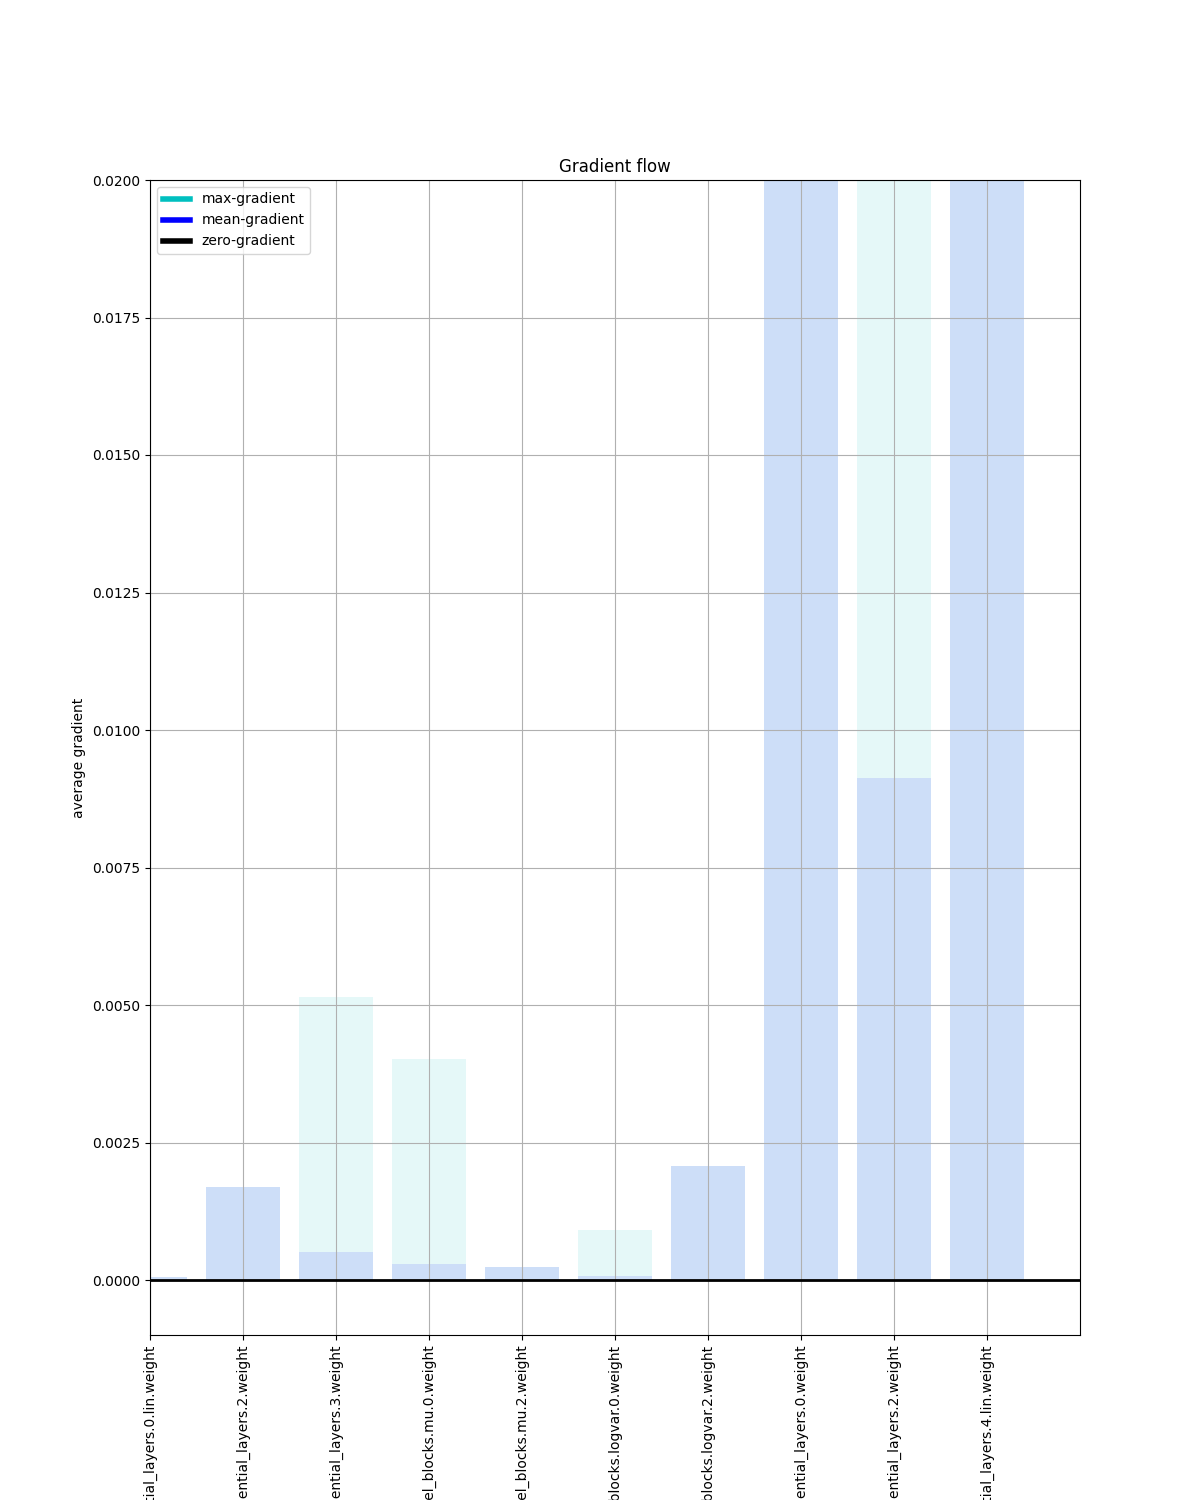 Gradient flow
max-gradient
mean-gradient
zero-gradient
0.0200
0.0175
0.0150
0.0125
0.0100
0.0075
0.0050
0.0025
0.0000
average gradient
tial_layers.0.lin.weight
ential_layers.2.weight
ential_layers.3.weight
el_blocks.mu.0.weight
el_blocks.mu.2.weight
blocks.logvar.0.weight
blocks.logvar.2.weight
ential_layers.0.weight
ential_layers.2.weight
tial_layers.4.lin.weight